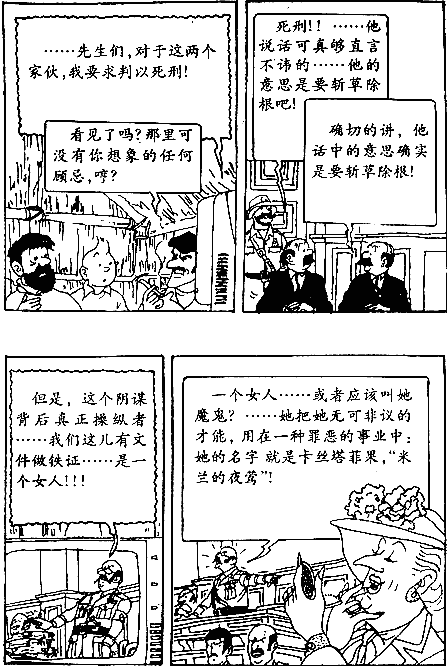 ……先生们,对于这两个
家伙,我要求判以死刑!
看见了吗?那里可
没有你想象的任何
顾忌,哼?
死刑!!……他
说话可真够直言
不讳的……他的
意思是要斩草除
根吧!
确切的讲,他
话中的意思确实
是要斩草除根!
但是,这个阴谋
背后真正操纵者
……我们这儿有文
件做铁证……是一
个女人!!!
一个女人……或者应该叫她
魔鬼?……她把她无可非议的
才能,用在一种罪恶的事业中:
她的名字就是卡丝塔菲果,“米
兰的夜莺”!